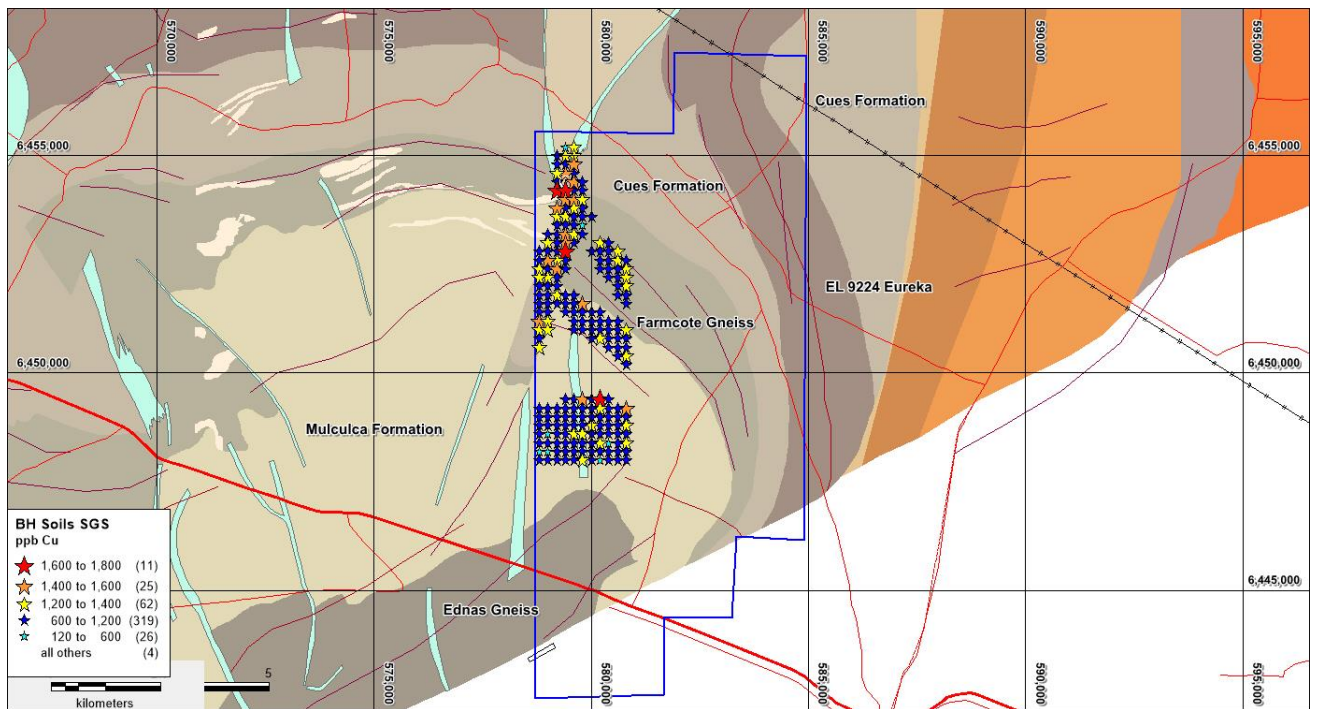 570,000
575,000
580,000
585,000
590,000
595,000
Cues Formation
6,455,000
6,455,000
Cues Formation
EL 9224 Eureka
Farmcote Gneiss
6,450,000
6,450,000
Mulculca Formation
BH Soils SGS
ppb Cu
1,600 to 1,800 (11)
1,400 to 1,600 (25)
1,200 to 1,400 (62)
600 to 1,200 (319)
120 to 600 (26)
all others (4)
6,445,000
Ednas Gneiss
5
kilometers
575,000
580,000
585,000
590,000
595,000